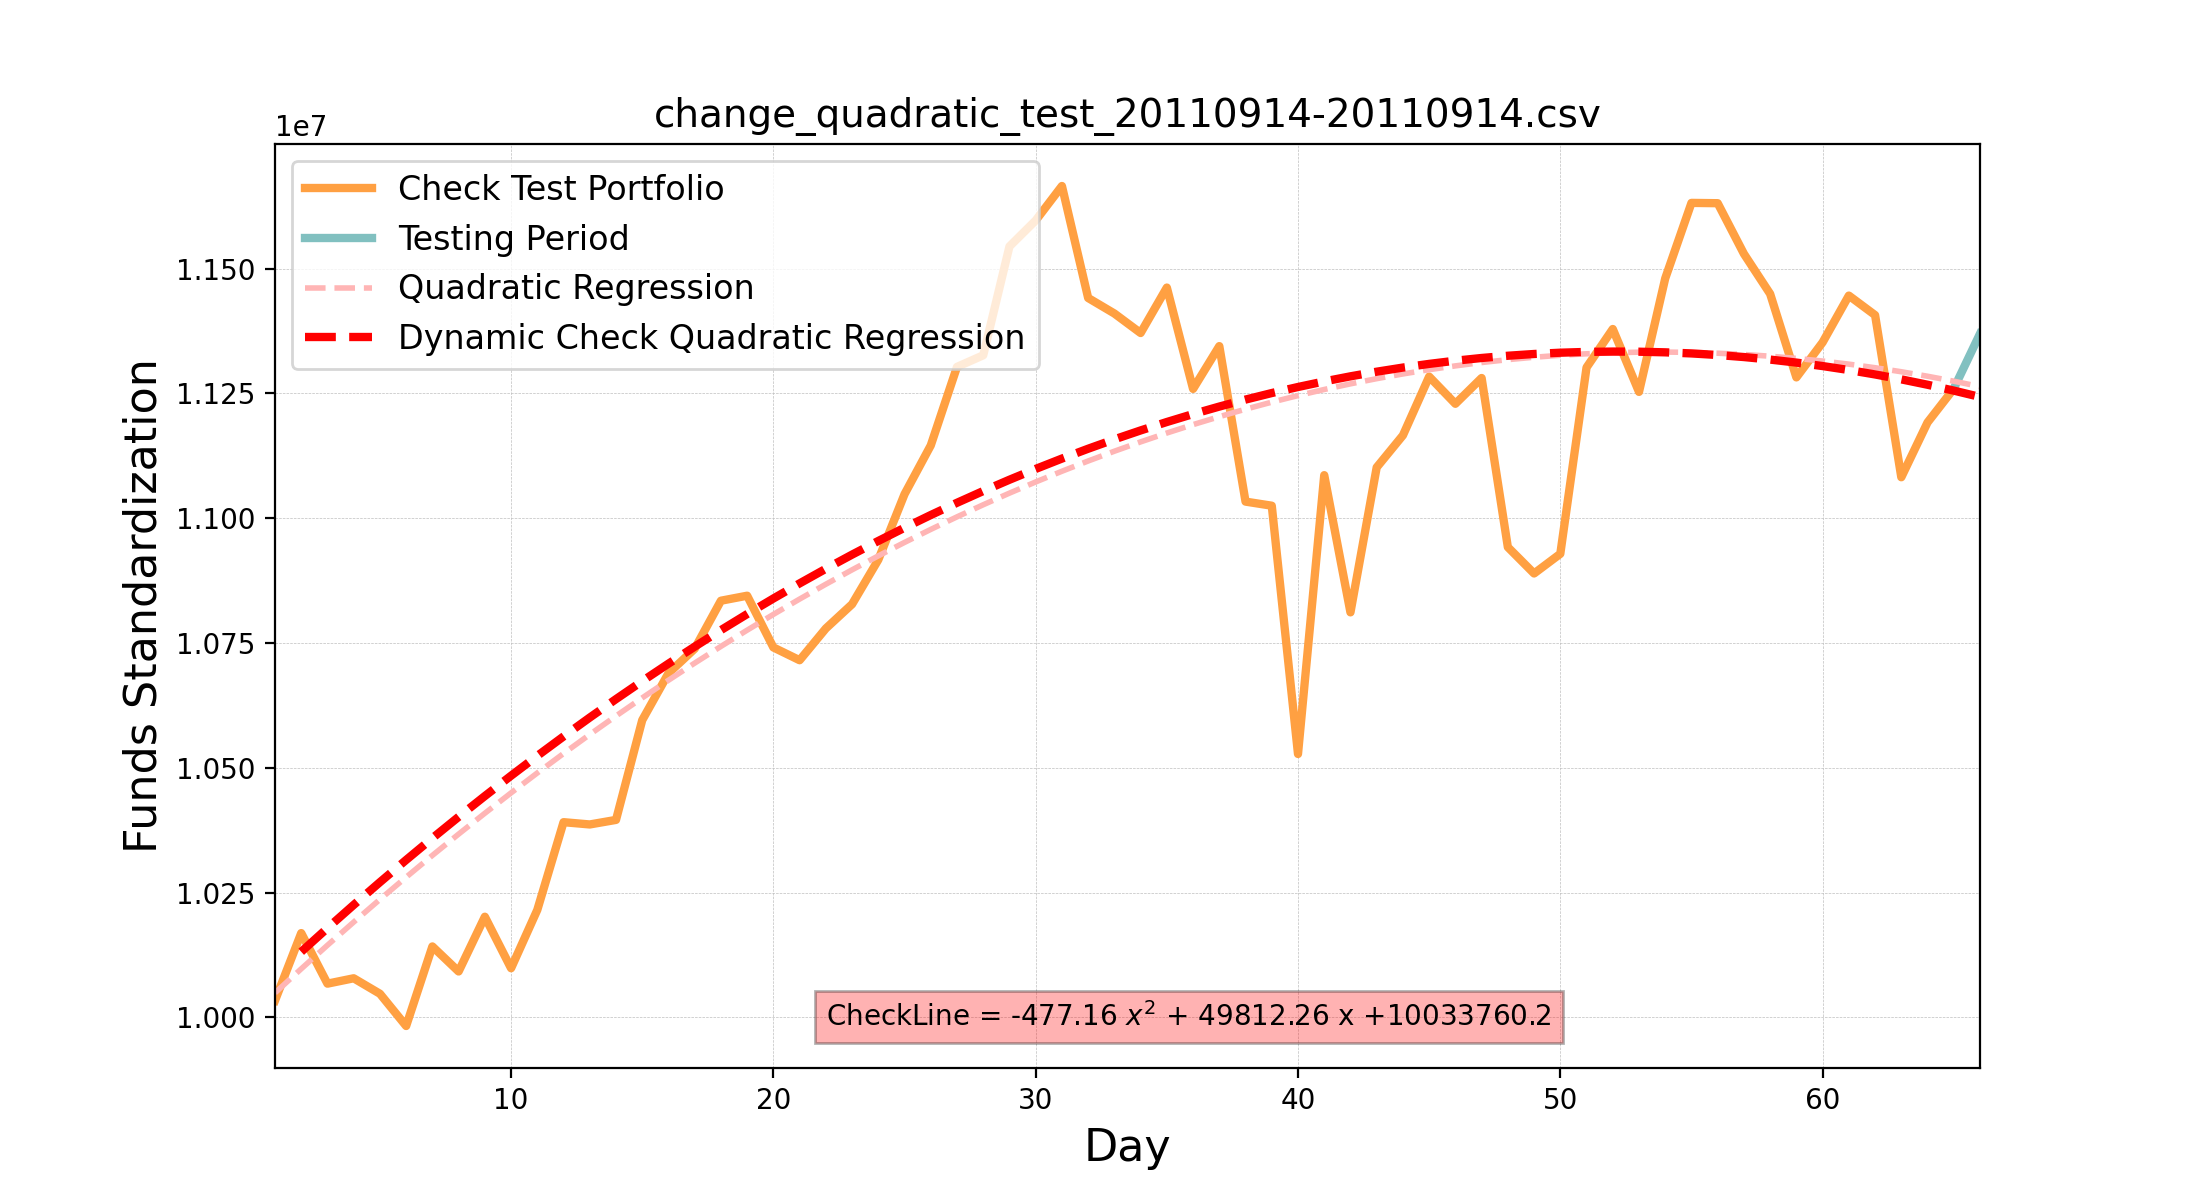 change_quadratic_test_20110914-20110914.csv
1e7
Check Test Portfolio
Testing Period
Quadratic Regression
Dynamic Check Quadratic Regression
1.150
1.125
1.100
1.075
1.050
1.025
1.000
Funds Standardization
CheckLine = -477.16 x² + 49812.26 x +10033760.2
10 20 30 40 50 60
Day